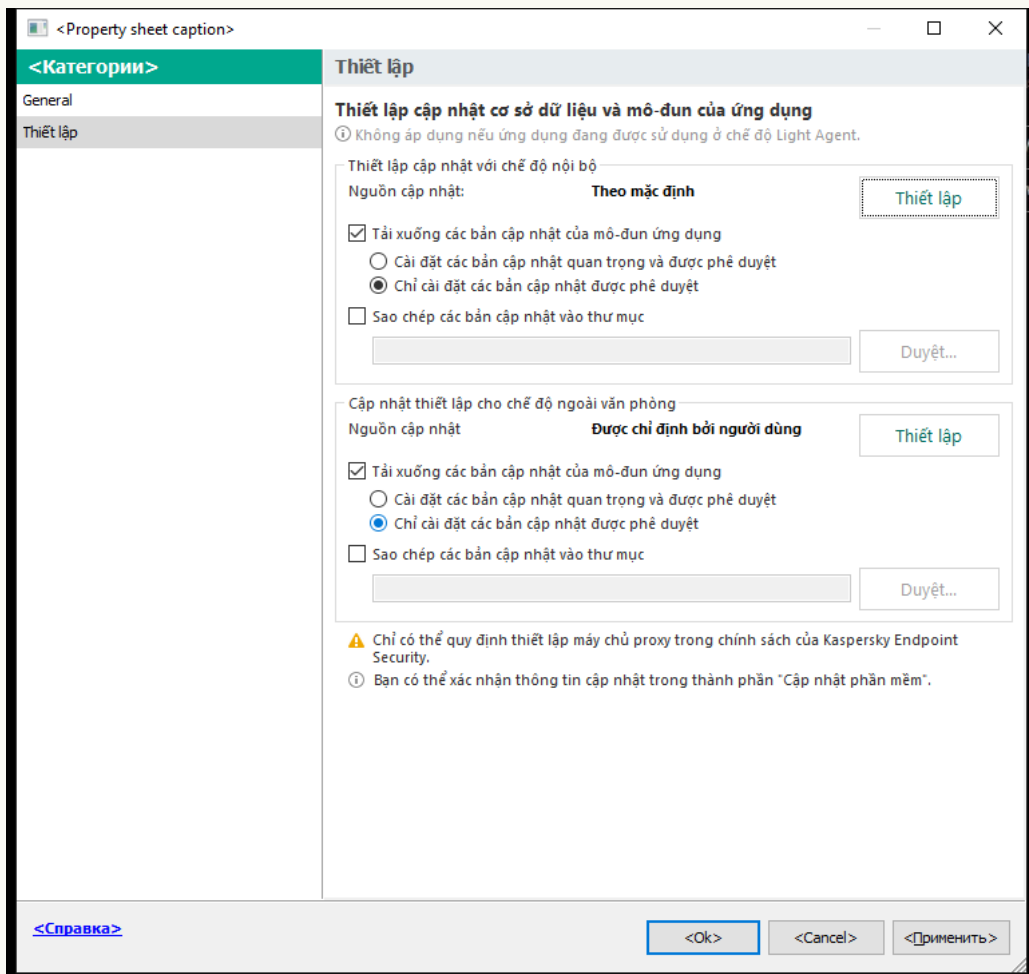 <Property sheet caption>
<Категории>
General
Thiết lập
Thiết lập
Thiết lập cập nhật cơ sở dữ liệu và mô-đun của ứng dụng
Không áp dụng nếu ứng dụng đang được sử dụng ở chế độ Light Agent.
Thiết lập cập nhật với chế độ nội bộ
Nguồn cập nhật: Theo mặc định Thiết lập
Tải xuống các bản cập nhật của mô-đun ứng dụng
Cài đặt các bản cập nhật quan trọng và được phê duyệt
Chỉ cài đặt các bản cập nhật được phê duyệt
Sao chép các bản cập nhật vào thư mục
Duyệt...
Cập nhật thiết lập cho chế độ ngoài văn phòng
Nguồn cập nhật Được chỉ định bởi người dùng Thiết lập
Tải xuống các bản cập nhật của mô-đun ứng dụng
Cài đặt các bản cập nhật quan trọng và được phê duyệt
Chỉ cài đặt các bản cập nhật được phê duyệt
Sao chép các bản cập nhật vào thư mục
Duyệt...
Chỉ có thể quy định thiết lập máy chủ proxy trong chính sách của Kaspersky Endpoint
Security.
Bạn có thể xác nhận thông tin cập nhật trong thành phần "Cập nhật phần mềm".
<Справка>
<Ok> <Cancel> <Применить>